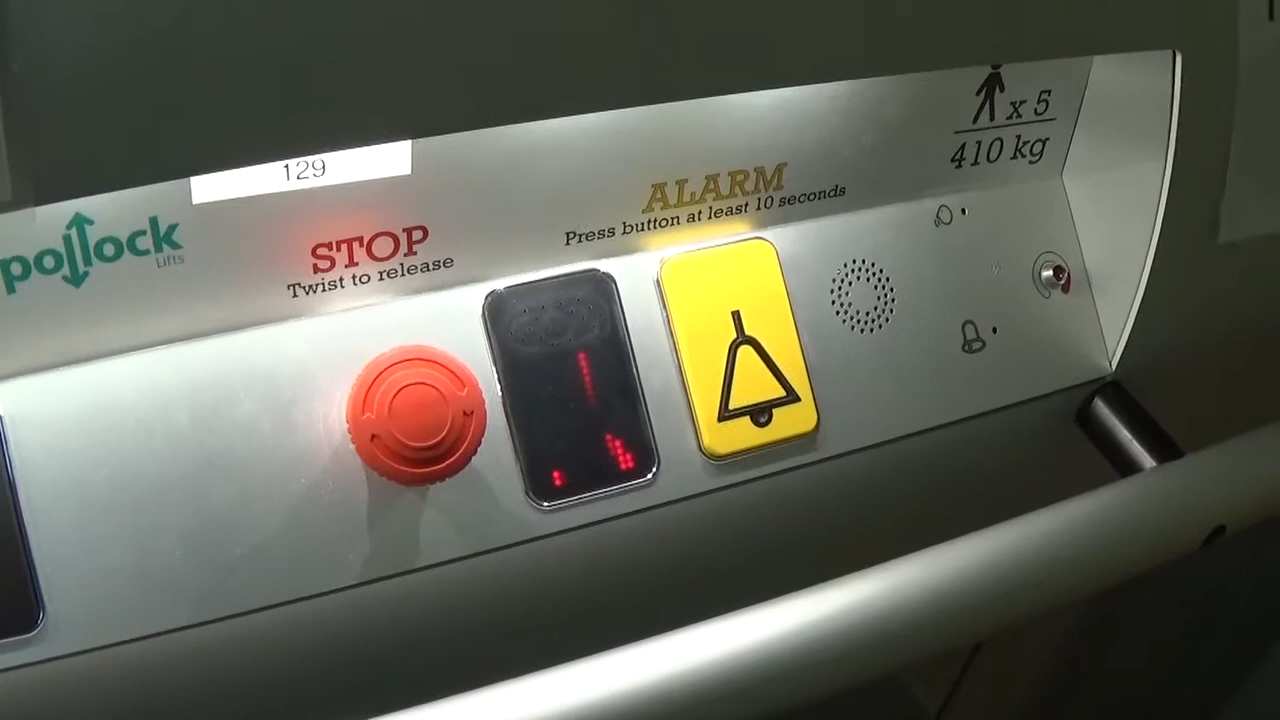 129
pollock
Lifts
STOP
Twist to release
ALARM
Press button at least 10 seconds
x 5
410 kg